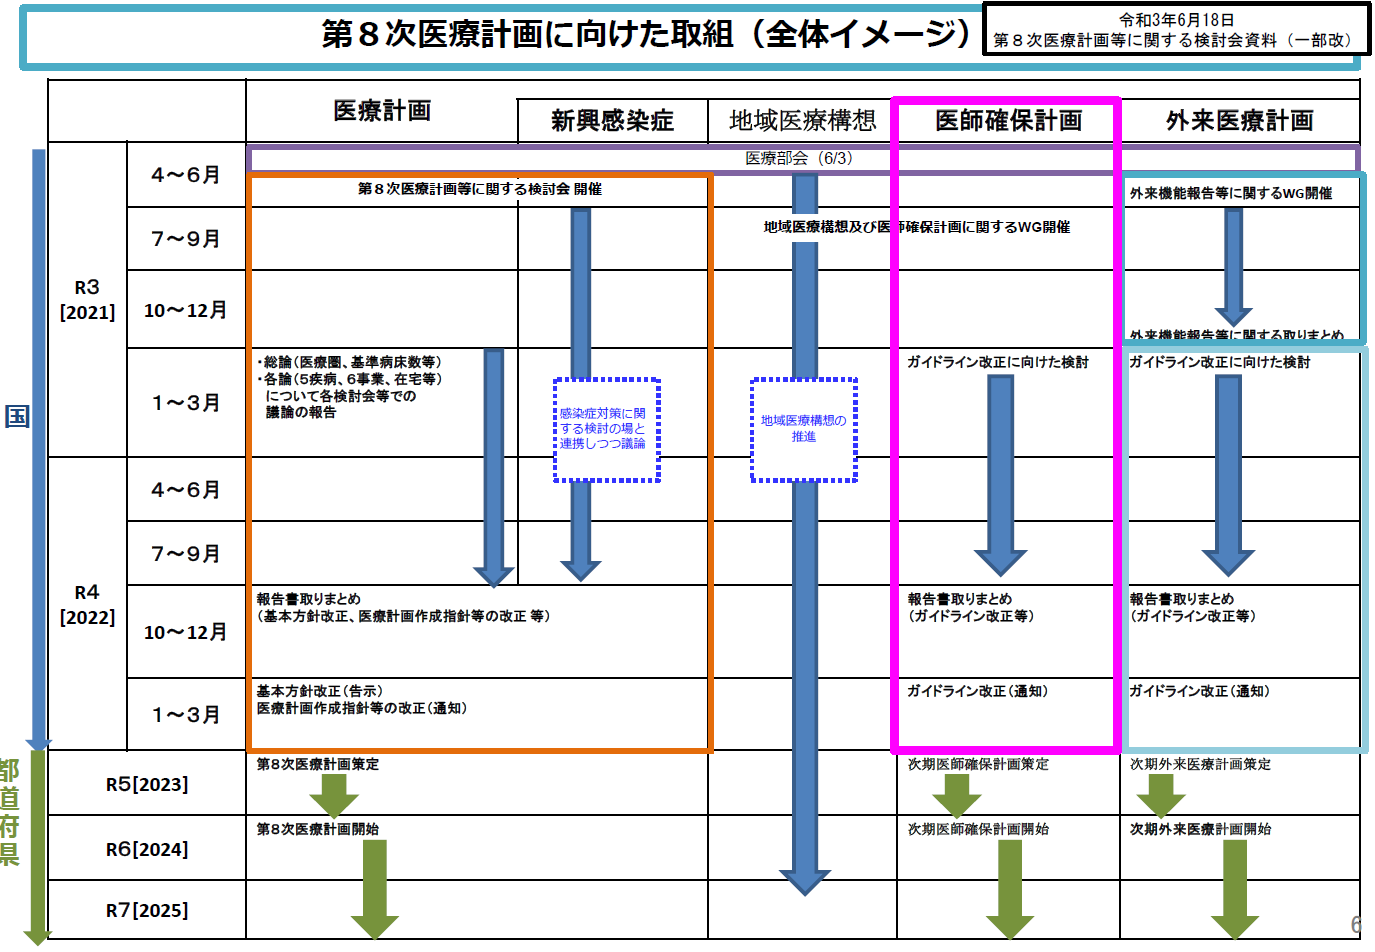 第８次医療計画に向けた取組（全体イメージ）
令和3年6月18日
第８次医療計画等に関する検討会資料（一部改）
医療計画
新興感染症
地域医療構想
医師確保計画
外来医療計画
国
都道府県
R3
[2021]
4～6月
医療部会（6/3）
第８次医療計画等に関する検討会 開催
外来機能報告等に関するWG開催
7～9月
地域医療構想及び医師確保計画に関するWG開催
10～12月
外来機能報告等に関する取りまとめ
1～3月
・総論（医療圏、基準病床数等）
・各論（５疾病、６事業、在宅等）
について各検討会等での
議論の報告
感染症対策に関
する検討の場と
連携しつつ議論
地域医療構想の
推進
ガイドライン改正に向けた検討
ガイドライン改正に向けた検討
R4
[2022]
4～6月
7～9月
10～12月
報告書取りまとめ
（基本方針改正、医療計画作成指針等の改正 等）
報告書取りまとめ
（ガイドライン改正等）
報告書取りまとめ
（ガイドライン改正等）
1～3月
基本方針改正（告示）
医療計画作成指針等の改正（通知）
ガイドライン改正（通知）
ガイドライン改正（通知）
R5[2023]
第8次医療計画策定
次期医師確保計画策定
次期外来医療計画策定
R6[2024]
第8次医療計画開始
次期医師確保計画開始
次期外来医療計画開始
R7[2025]
6